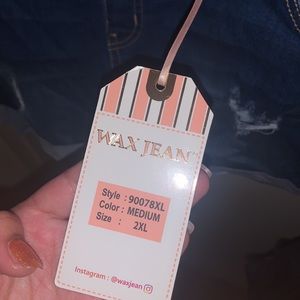 WAX JEAN
Style : 90078XL
Color : MEDIUM
Size : 2XL
Instagram : @waxjean